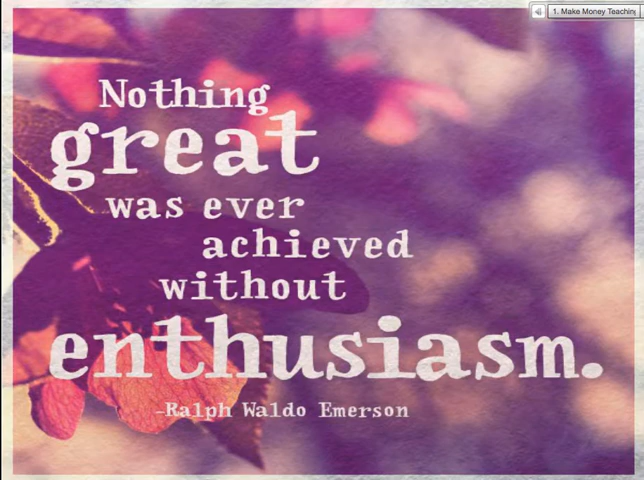 1. Make Money Teaching
Nothing
great
was ever
achieved
without
enthusiasm.
-Ralph Waldo Emerson